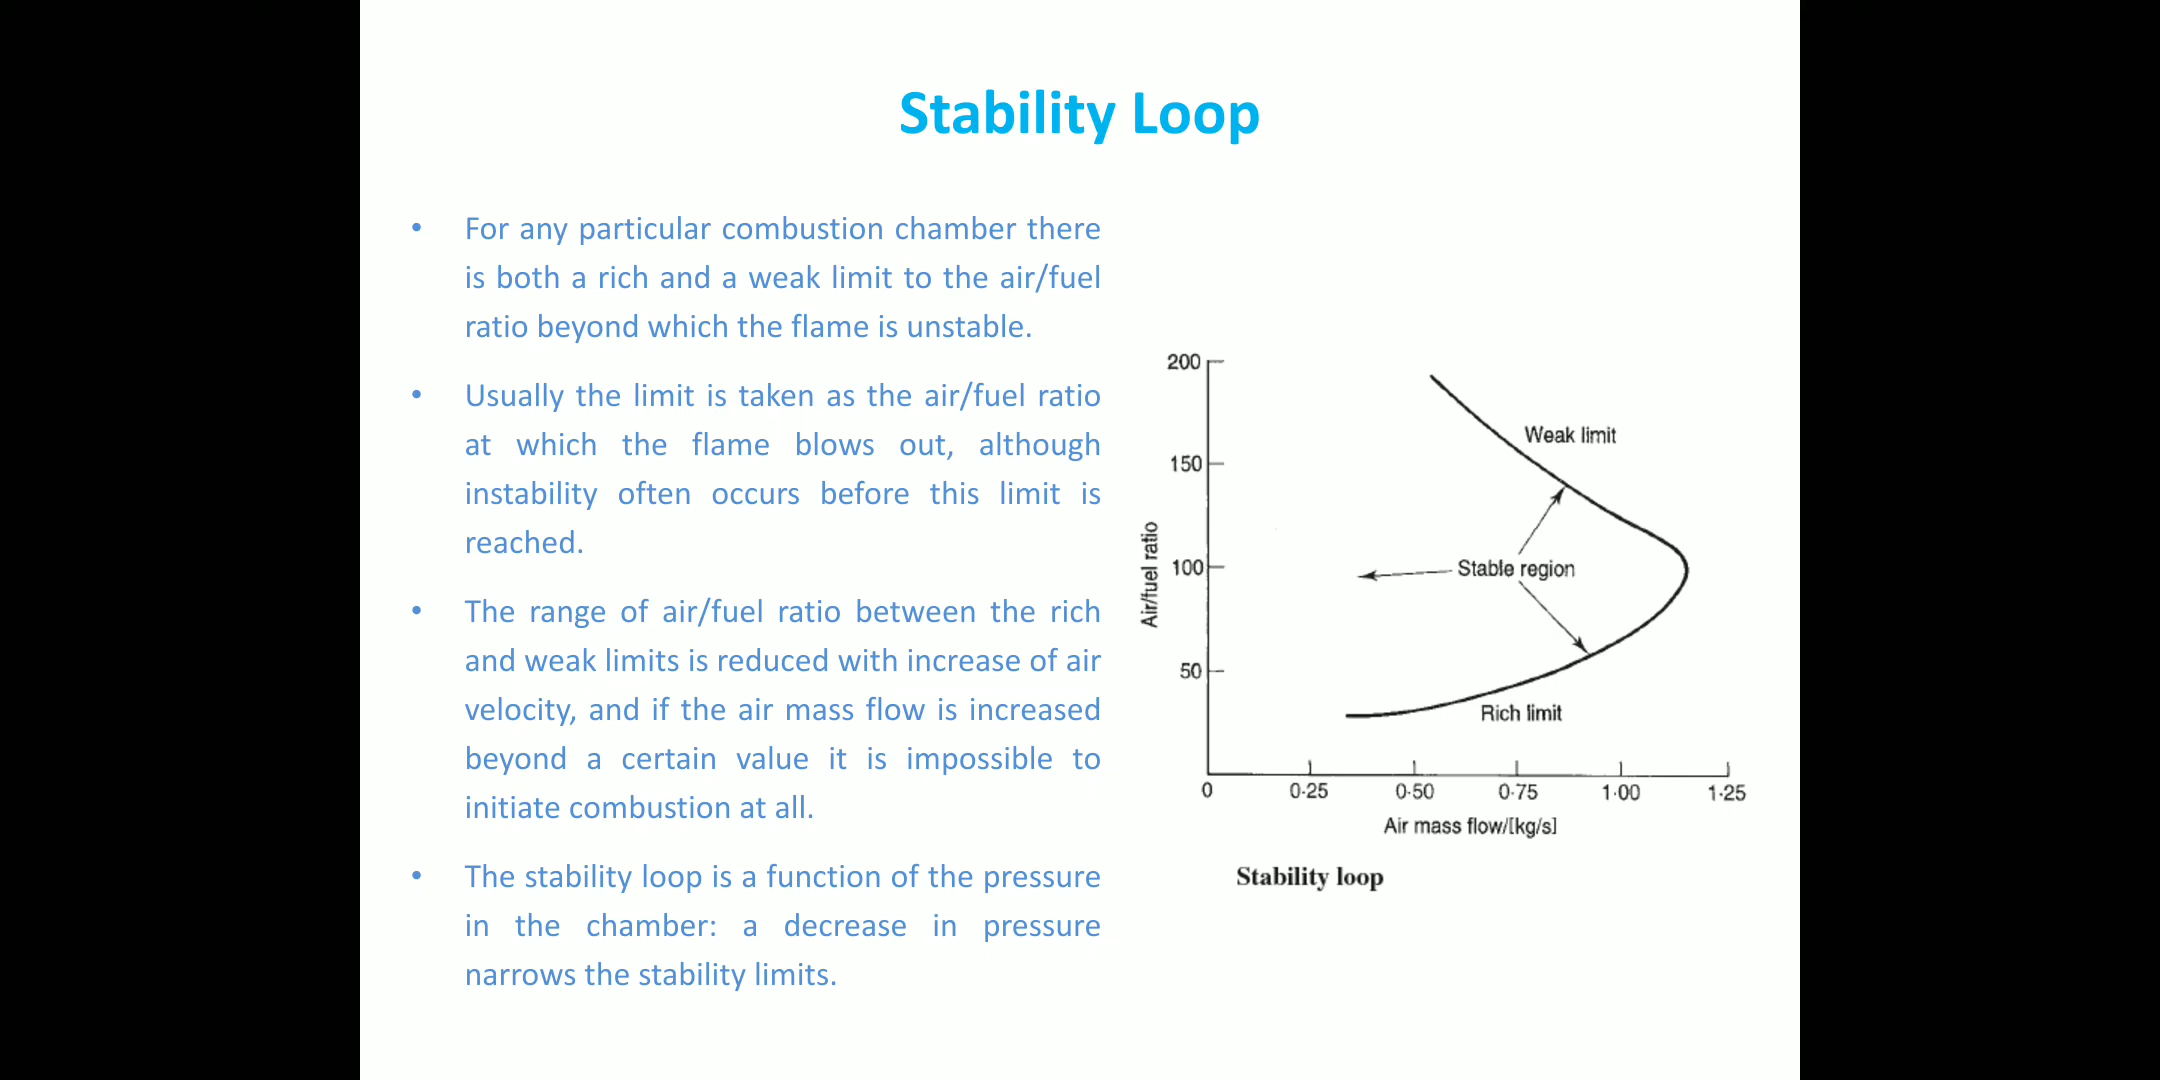 Stability Loop
• For any particular combustion chamber there
is both a rich and a weak limit to the air/fuel
ratio beyond which the flame is unstable.
• Usually the limit is taken as the air/fuel ratio
at which the flame blows out, although
instability often occurs before this limit is
reached.
• The range of air/fuel ratio between the rich
and weak limits is reduced with increase of air
velocity, and if the air mass flow is increased
beyond a certain value it is impossible to
initiate combustion at all.
• The stability loop is a function of the pressure
in the chamber: a decrease in pressure
narrows the stability limits.
200
150
100
50
Air/fuel ratio
Weak limit
Stable region
Rich limit
0 0·25 0·50 0·75 1·00 1·25
Air mass flow/[kg/s]
Stability loop